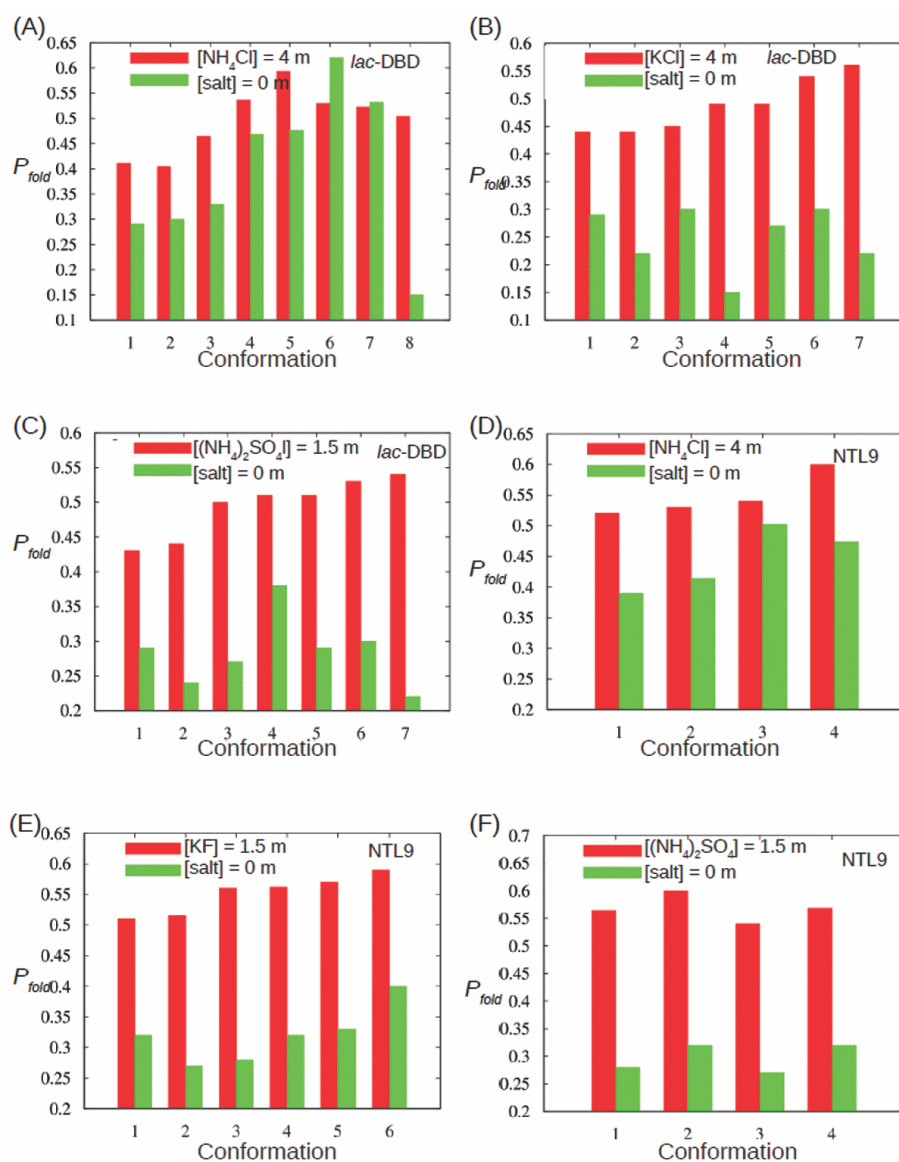 (A)
0.65
0.6
0.55
0.5
0.45
0.4
0.35
0.3
0.25
0.2
0.15
0.1
P_fold
[NH₄Cl] = 4 m
[salt] = 0 m
lac-DBD
1 2 3 4 5 6 7 8
Conformation
(B)
0.6
0.55
0.5
0.45
0.4
0.35
0.3
0.25
0.2
0.15
0.1
P_fold
[KCl] = 4 m
[salt] = 0 m
lac-DBD
1 2 3 4 5 6 7
Conformation
(C)
0.6
0.55
0.5
0.45
0.4
0.35
0.3
0.25
0.2
P_fold
[(NH₄)₂SO₄l] = 1.5 m
[salt] = 0 m
lac-DBD
1 2 3 4 5 6 7
Conformation
(D)
0.65
0.6
0.55
0.5
0.45
0.4
0.35
0.3
0.25
0.2
P_fold
[NH₄Cl] = 4 m
[salt] = 0 m
NTL9
1 2 3 4
Conformation
(E)
0.65
0.6
0.55
0.5
0.45
0.4
0.35
0.3
0.25
0.2
P_fold
[KF] = 1.5 m
[salt] = 0 m
NTL9
1 2 3 4 5 6
Conformation
(F)
0.7
0.65
0.6
0.55
0.5
0.45
0.4
0.35
0.3
0.25
0.2
P_fold
[(NH₄)₂SO₄] = 1.5 m
[salt] = 0 m
NTL9
1 2 3 4
Conformation